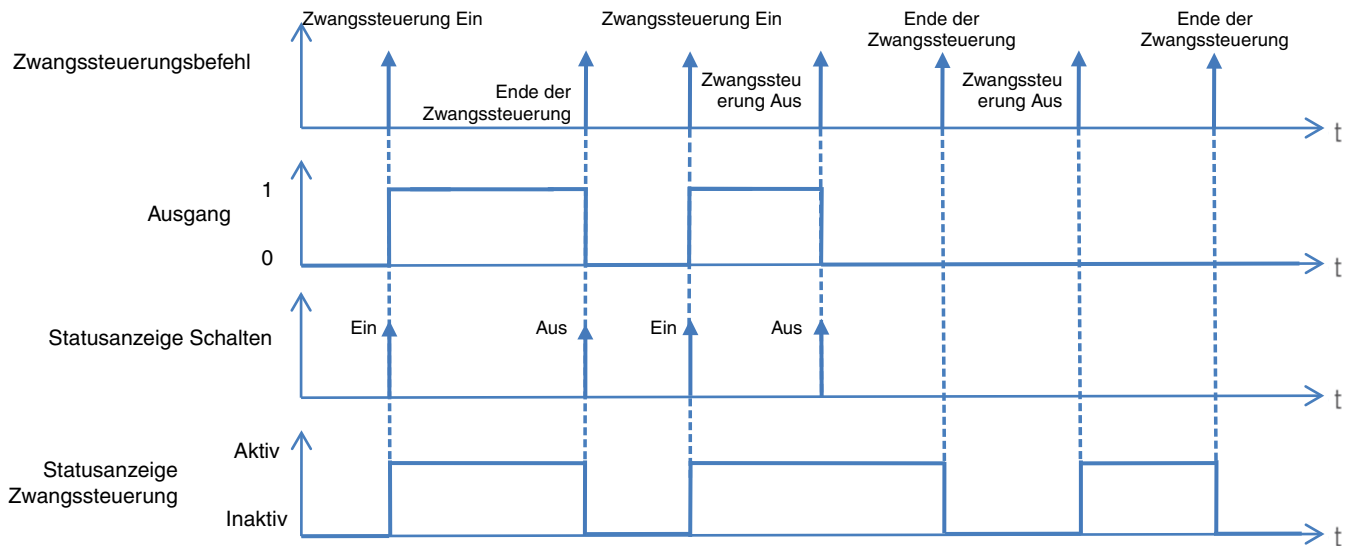 Zwangssteuerung Ein
Zwangssteuerung Ein
Ende der
Zwangssteuerung
Ende der
Zwangssteuerung
Zwangssteuerungsbefehl
Ende der
Zwangssteuerung
Zwangssteu
erung Aus
Zwangssteu
erung Aus
t
1
Ausgang
0
t
Statusanzeige Schalten
Ein
Aus
Ein
Aus
t
Aktiv
Statusanzeige
Zwangssteuerung
Inaktiv
t